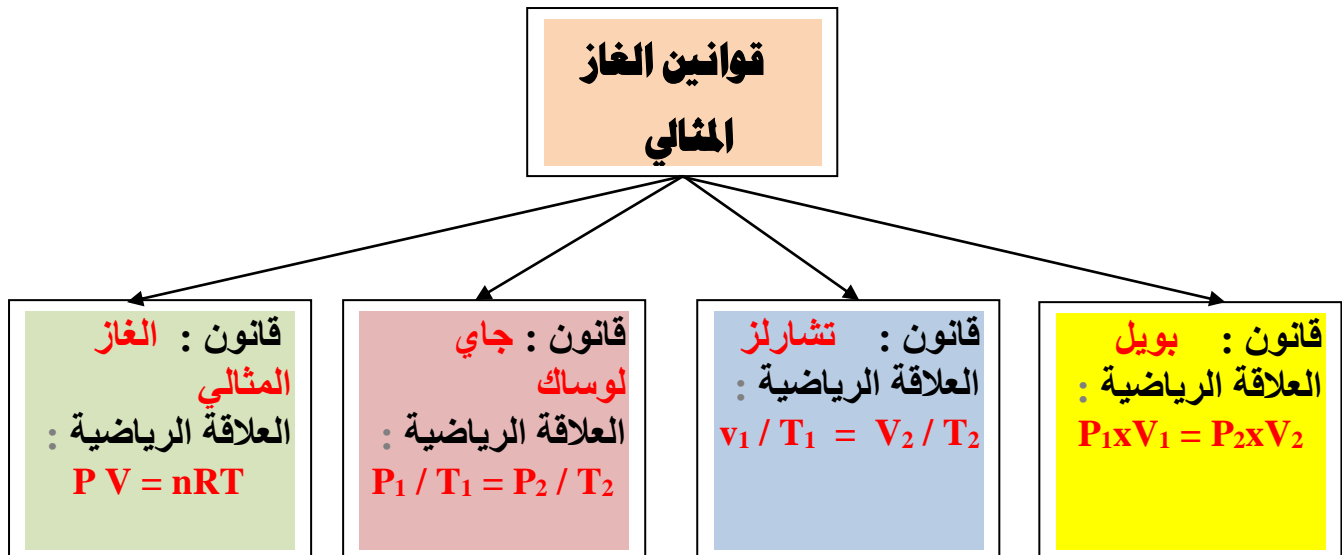 قوانين الغاز
المثالي
قانون : بويل
العلاقة الرياضية :
P₁xV₁ = P₂xV₂
قانون : تشارلز
العلاقة الرياضية :
v₁ / T₁ = V₂ / T₂
قانون : جاي
لوساك
العلاقة الرياضية :
P₁ / T₁ = P₂ / T₂
قانون : الغاز
المثالي
العلاقة الرياضية :
P V = nRT